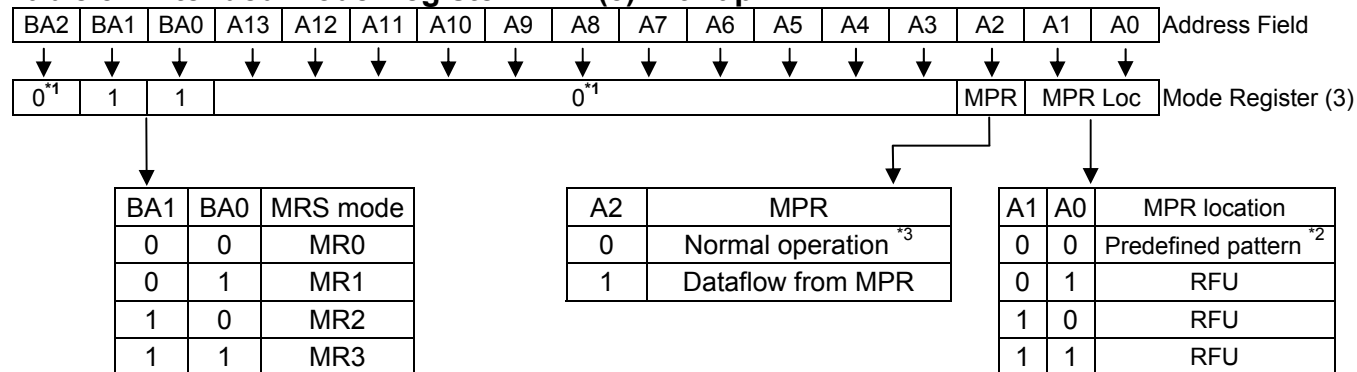 BA2 BA1 BA0 A13 A12 A11 A10 A9 A8 A7 A6 A5 A4 A3 A2 A1 A0 Address Field
0*1 1 1 0*1 MPR MPR Loc Mode Register (3)
BA1 BA0 MRS mode
0 0 MR0
0 1 MR1
1 0 MR2
1 1 MR3
A2 MPR
0 Normal operation *3
1 Dataflow from MPR
A1 A0 MPR location
0 0 Predefined pattern *2
0 1 RFU
1 0 RFU
1 1 RFU